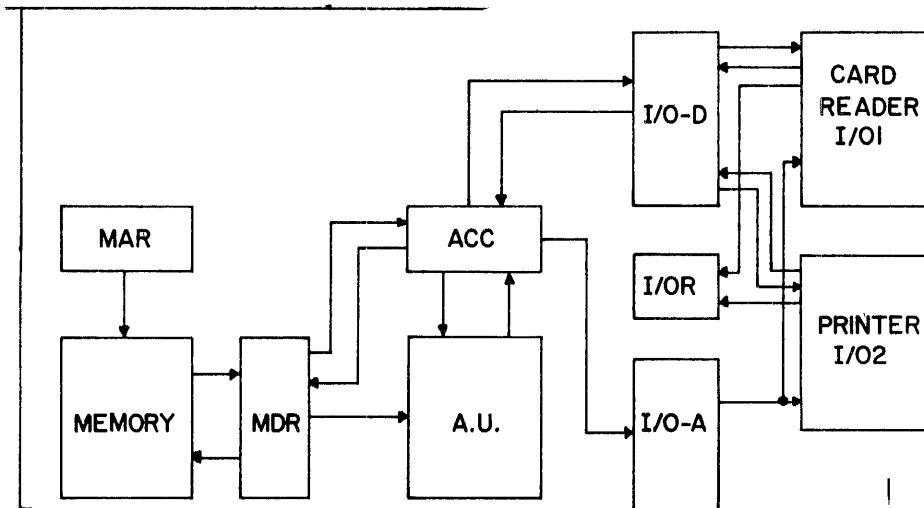 I/O-D
CARD
READER
I/O1
MAR
ACC
I/OR
PRINTER
I/O2
MEMORY
MDR
A.U.
I/O-A